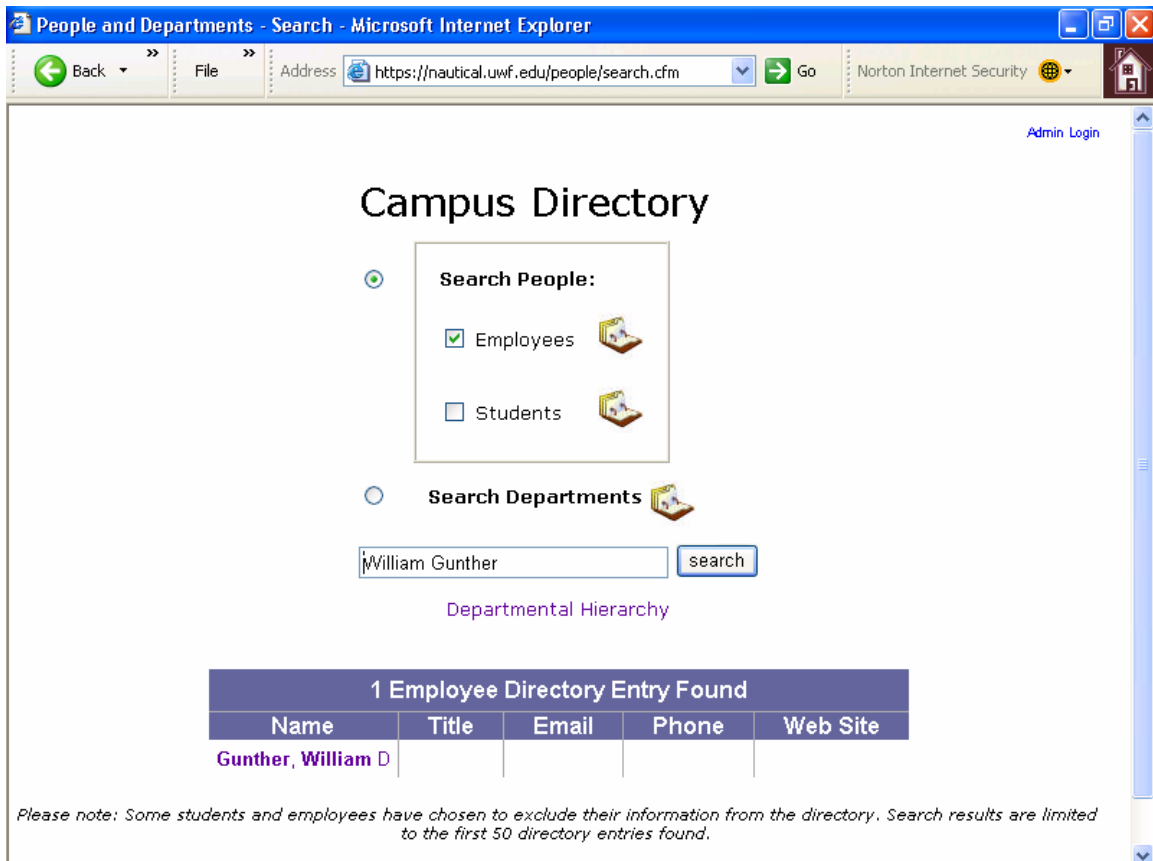 People and Departments - Search - Microsoft Internet Explorer
Back » File » Address https://nautical.uwf.edu/people/search.cfm Go Norton Internet Security
Admin Login
Campus Directory
Search People:
Employees
Students
Search Departments
William Gunther search
Departmental Hierarchy
1 Employee Directory Entry Found
Name Title Email Phone Web Site
Gunther, William D
Please note: Some students and employees have chosen to exclude their information from the directory. Search results are limited
to the first 50 directory entries found.